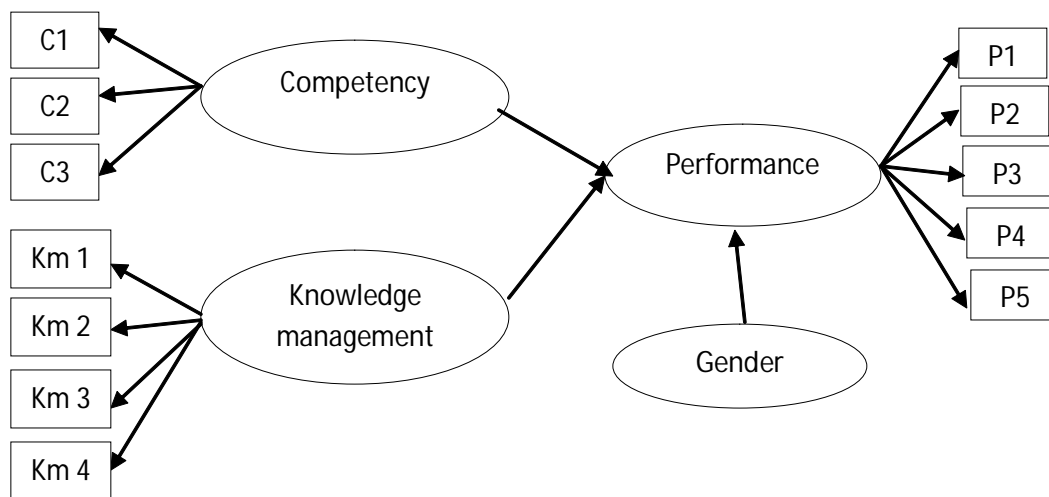 C1
C2
C3
Competency
Km 1
Km 2
Km 3
Km 4
Knowledge
management
Performance
Gender
P1
P2
P3
P4
P5